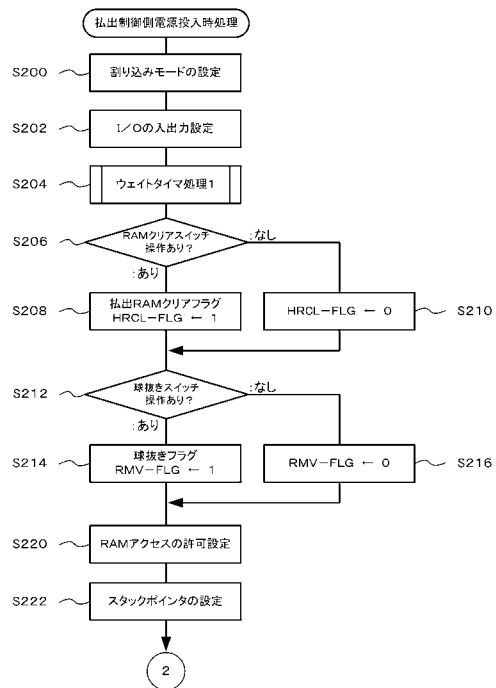 払出制御側電源投入時処理
S200
割り込みモードの設定
S202
I／Oの入出力設定
S204
ウェイトタイマ処理1
S206
RAMクリアスイッチ
操作あり？
：なし
：あり
S208
払出RAMクリアフラグ
HRCL－FLG ← 1
HRCL－FLG ← 0
S210
S212
球抜きスイッチ
操作あり？
：なし
：あり
S214
球抜きフラグ
RMV－FLG ← 1
RMV－FLG ← 0
S216
S220
RAMアクセスの許可設定
S222
スタックポインタの設定
2